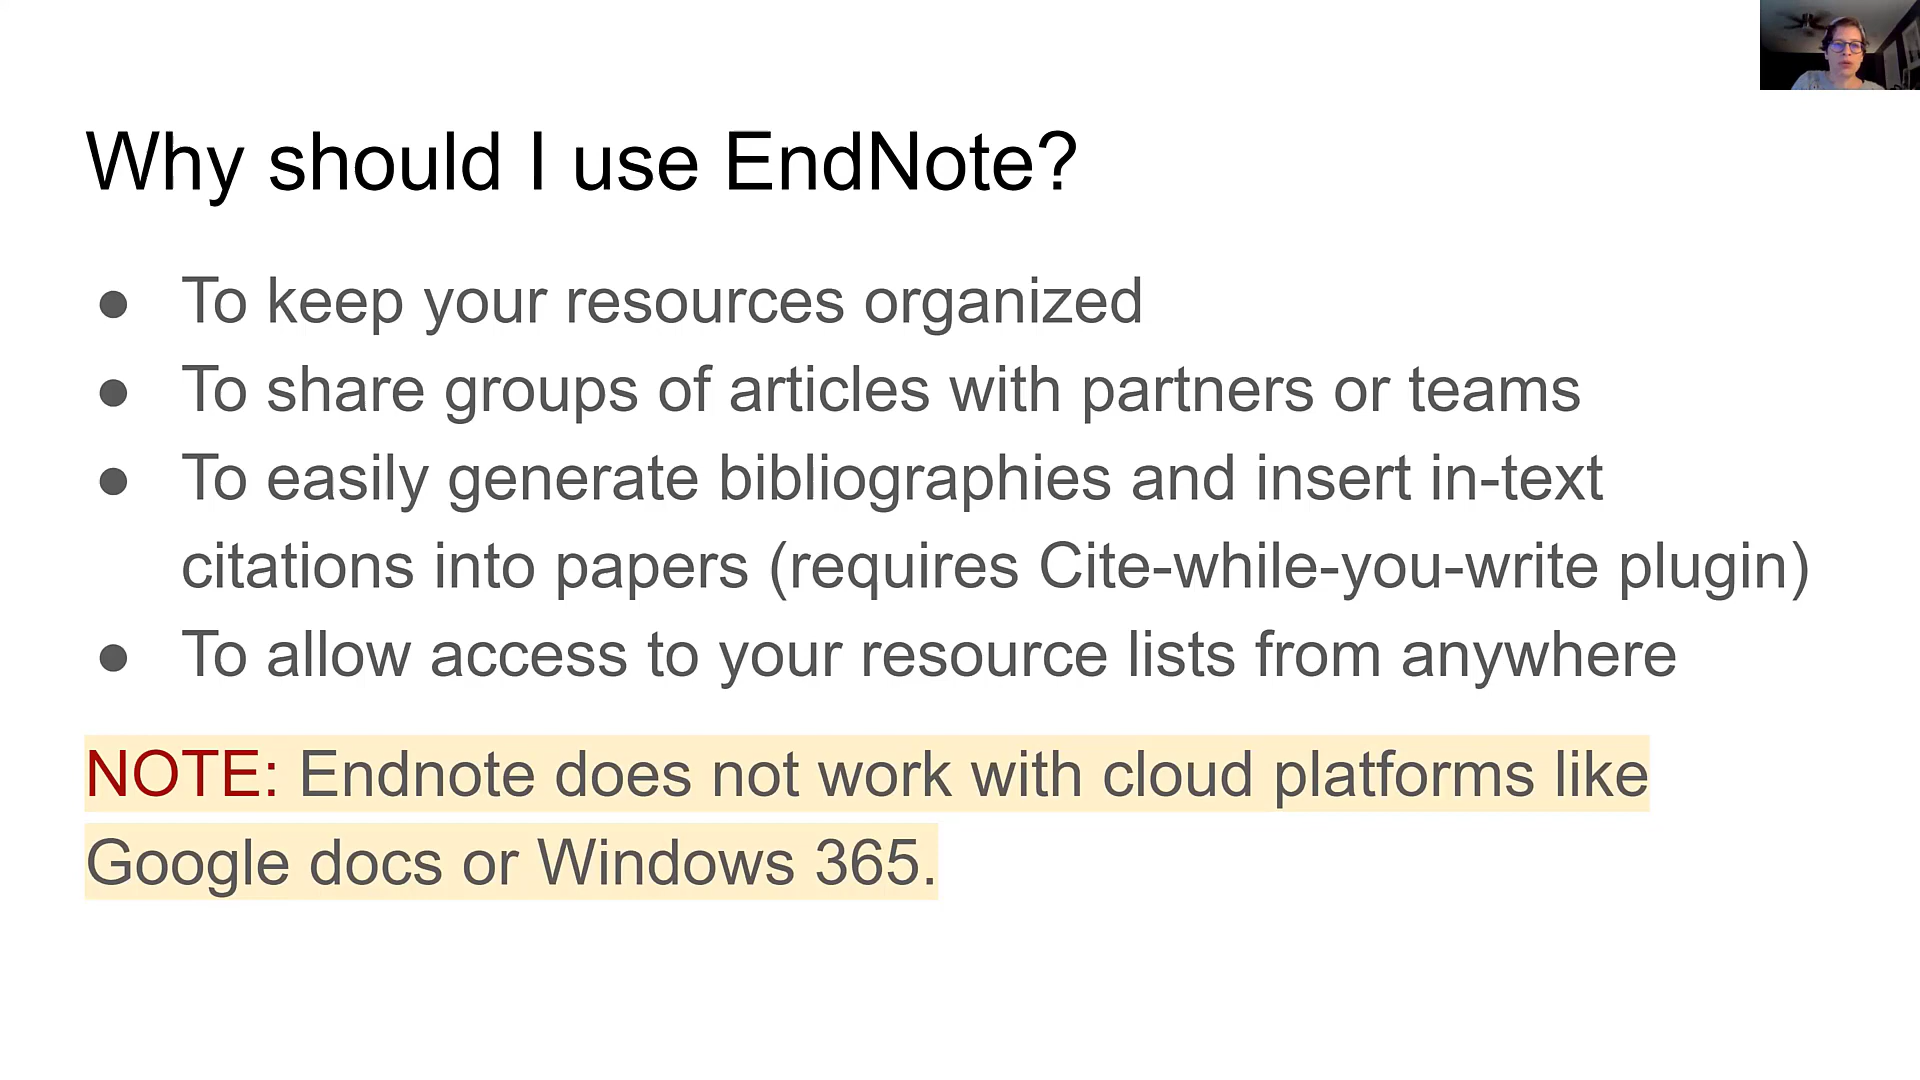 Why should I use EndNote?
● To keep your resources organized
● To share groups of articles with partners or teams
● To easily generate bibliographies and insert in-text
citations into papers (requires Cite-while-you-write plugin)
● To allow access to your resource lists from anywhere
NOTE: Endnote does not work with cloud platforms like
Google docs or Windows 365.